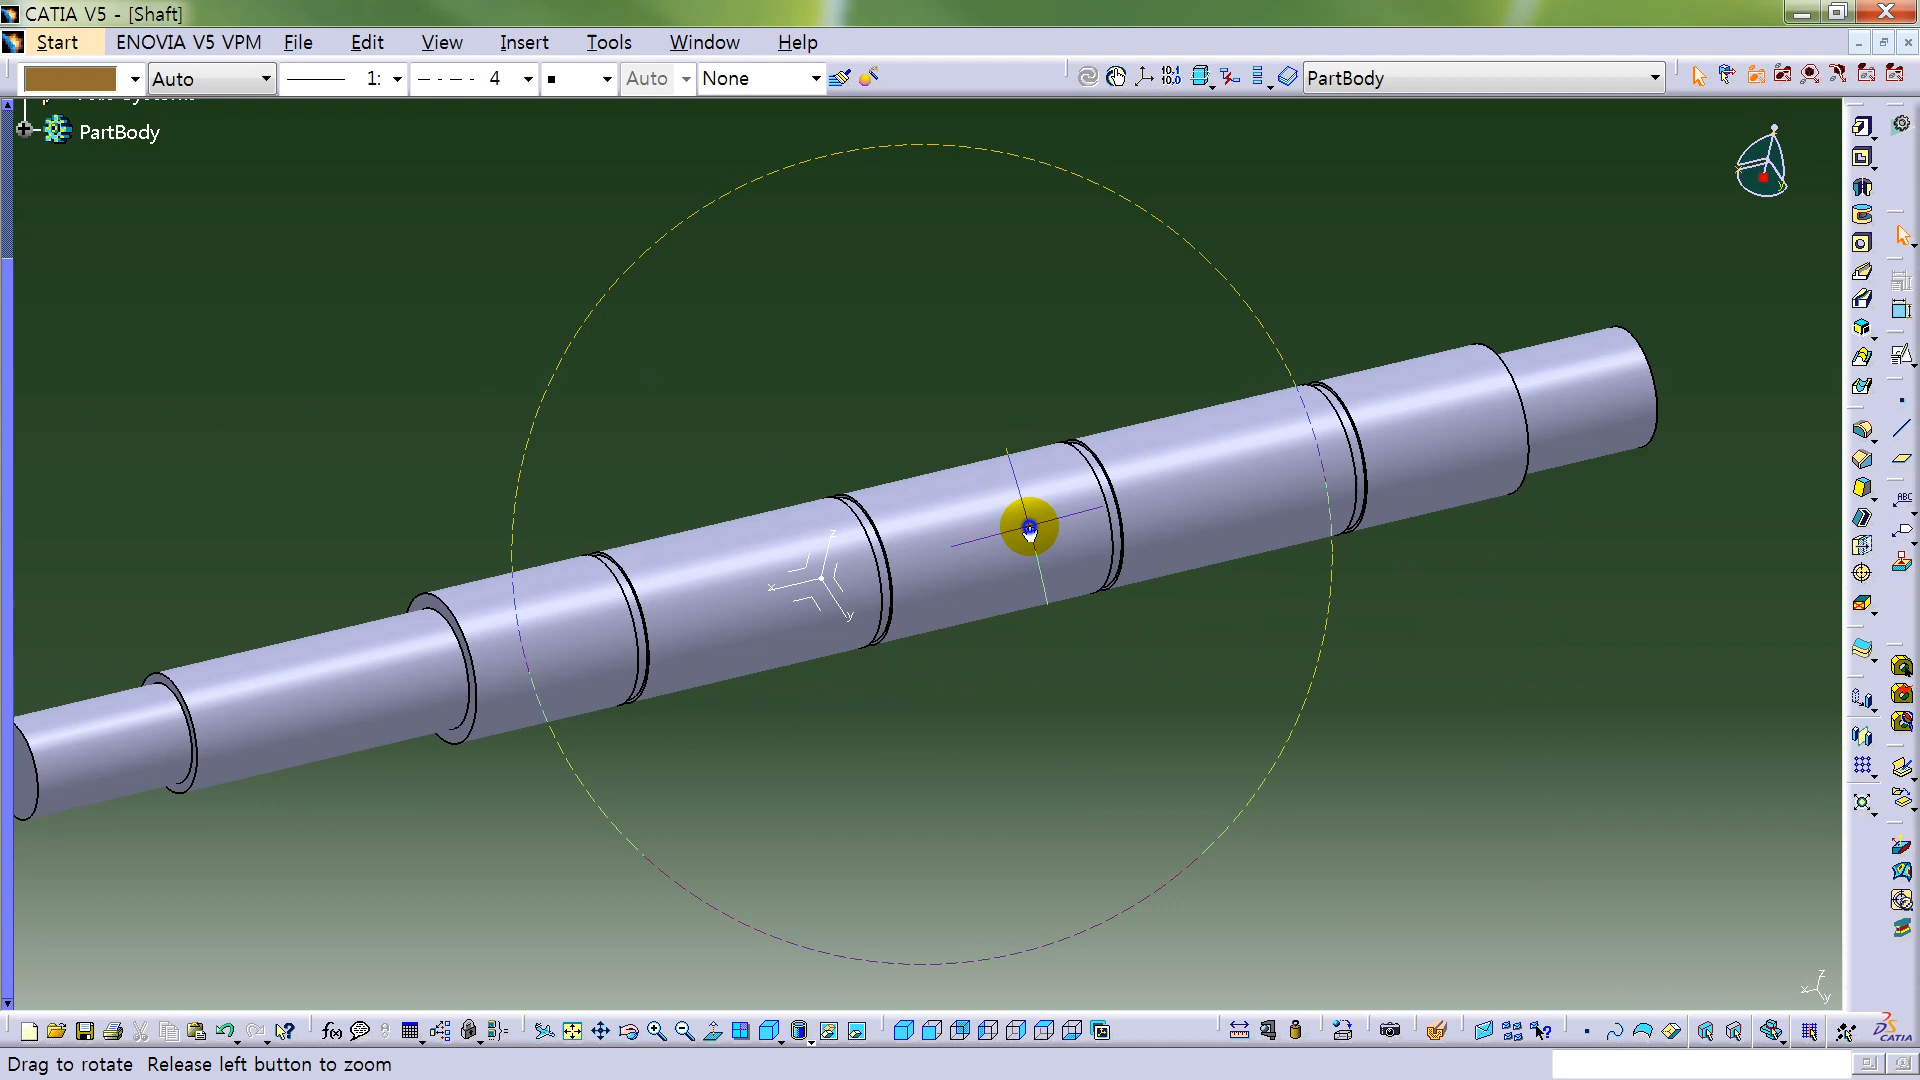 CATIA V5 - [Shaft]
Start ENOVIA V5 VPM File Edit View Insert Tools Window Help
Auto 1: 4 Auto None PartBody
PartBody
z
x
y
z
x
y
Drag to rotate Release left button to zoom
CATIA